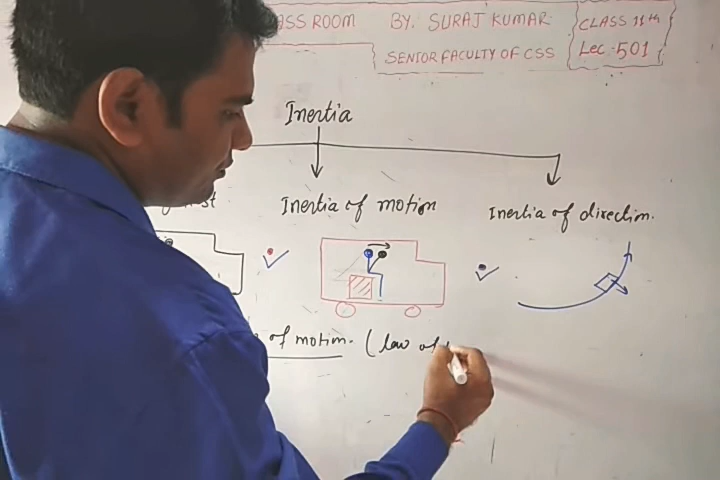 ASS ROOM BY. SURAJ KUMAR CLASS 11th
SENIOR FACULTY OF CSS Lec-501
Inertia
Inertia of motion Inertia of direction.
of motion. (law of